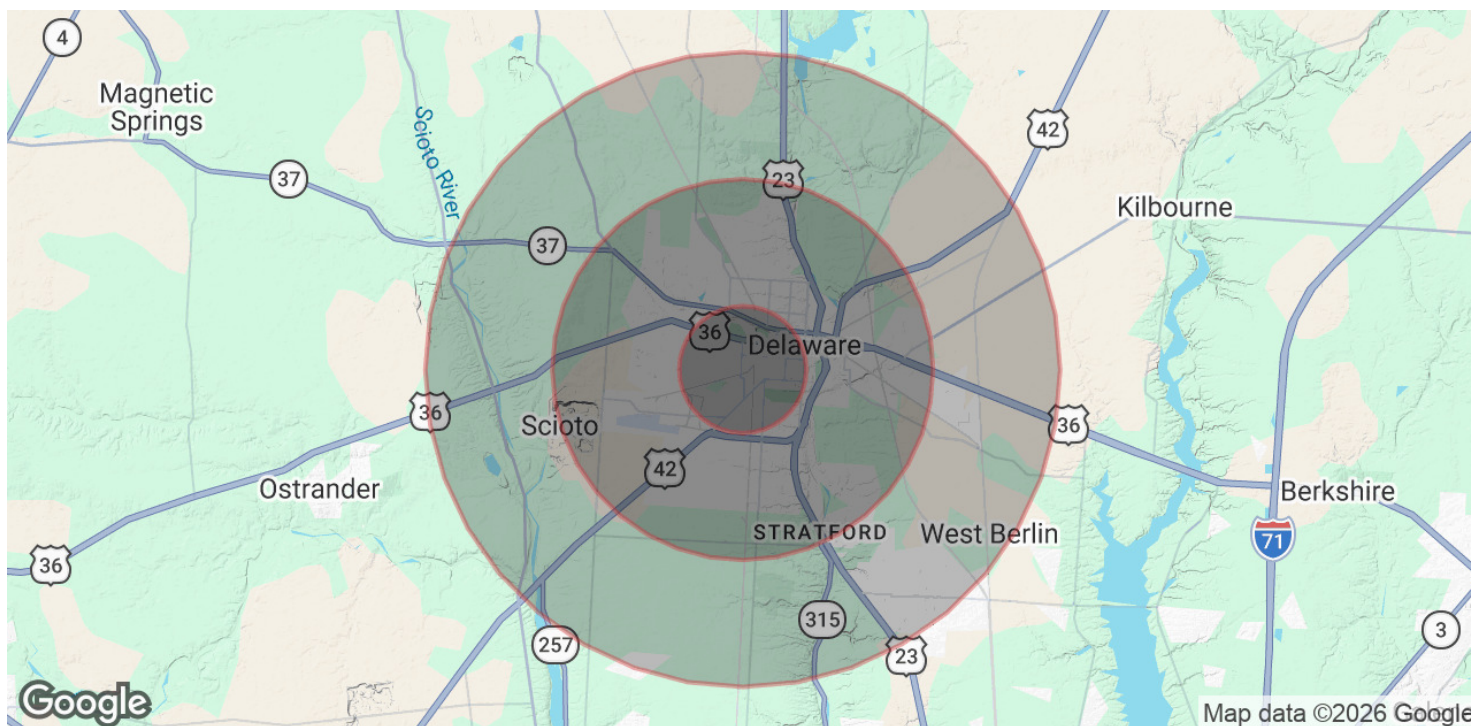 4
Magnetic
Springs
Scioto River
42
23
37
Kilbourne
37
36
Delaware
36
Scioto
36
42
Ostrander
Berkshire
STRATFORD
West Berlin
71
36
315
3
257
23
Google
Map data ©2026 Google